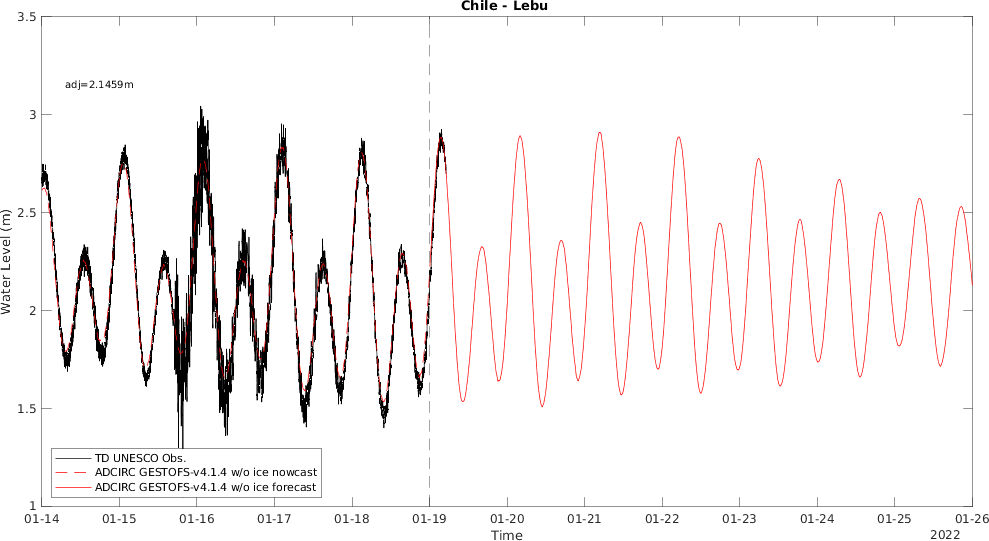 Chile - Lebu
3.5
3
2.5
2
1.5
1
Water Level (m)
adj=2.1459m
TD UNESCO Obs.
ADCIRC GESTOFS-v4.1.4 w/o ice nowcast
ADCIRC GESTOFS-v4.1.4 w/o ice forecast
01-14 01-15 01-16 01-17 01-18 01-19 01-20 01-21 01-22 01-23 01-24 01-25 01-26
Time
2022